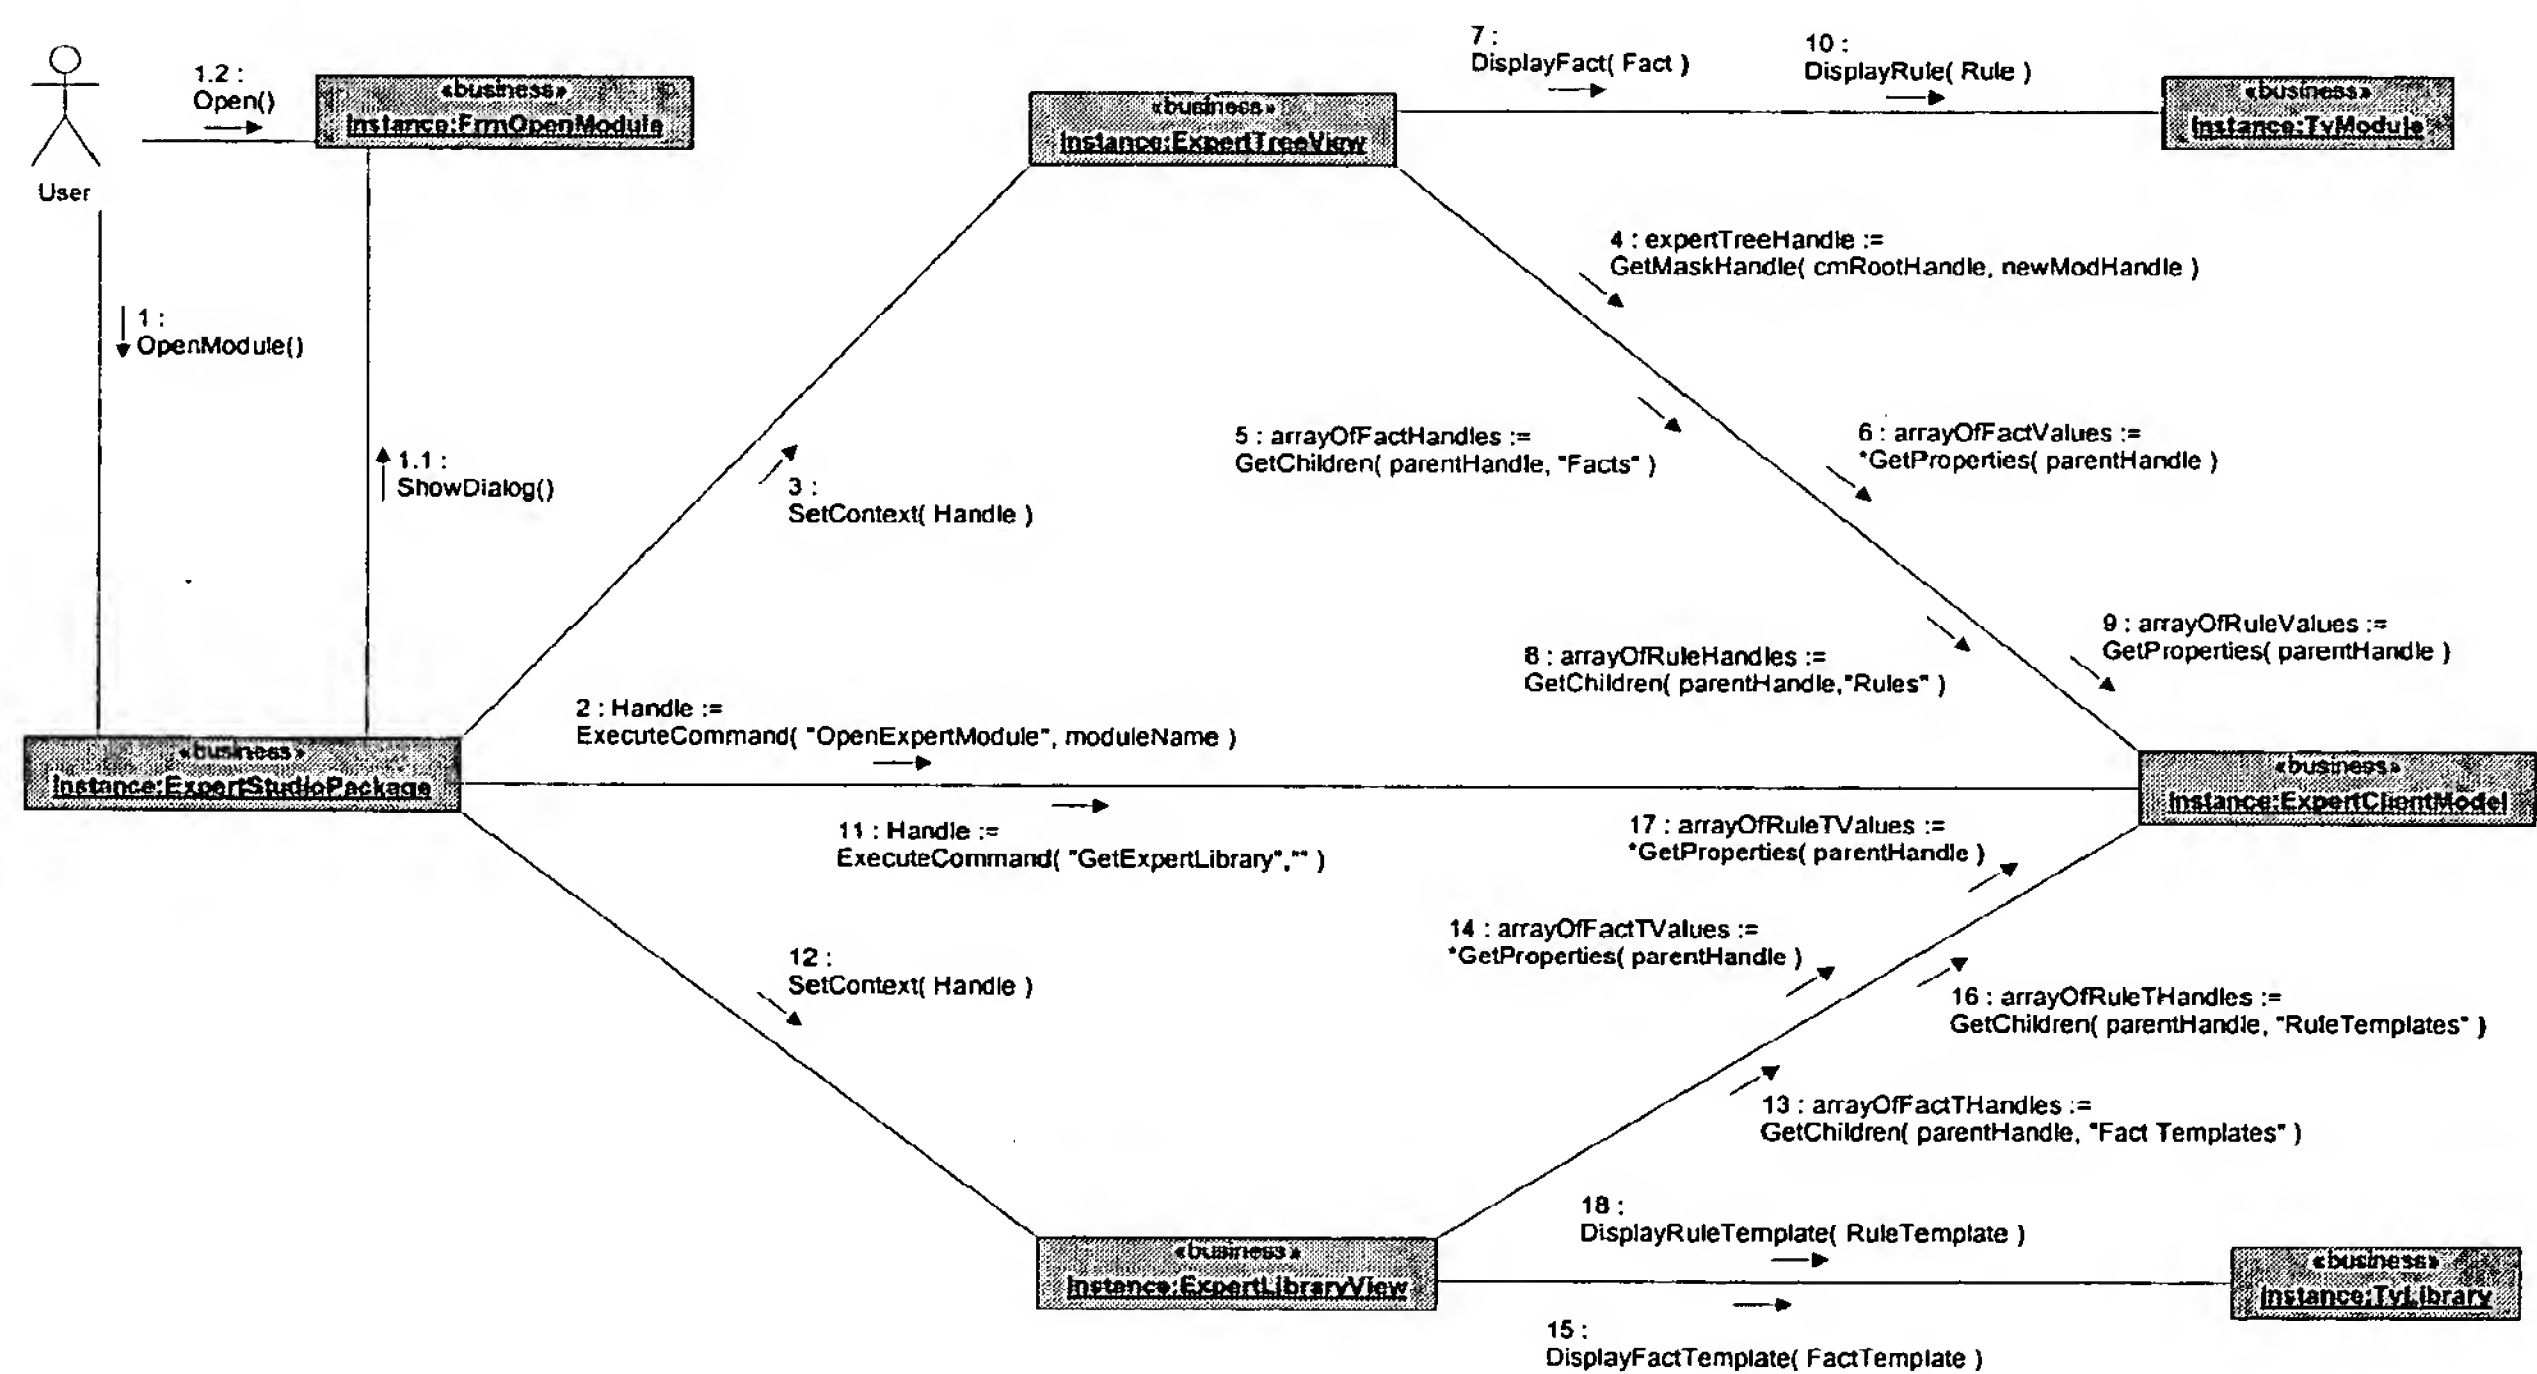 7 :
DisplayFact( Fact )
10 :
DisplayRule( Rule )
1.2 :
Open()
«business»
Instance:FrmOpenModule
«business»
Instance:ExpertTreeView
«business»
Instance:TvModule
User
4 : expertTreeHandle :=
GetMaskHandle( cmRootHandle, newModHandle )
1 :
OpenModule()
5 : arrayOfFactHandles :=
GetChildren( parentHandle, "Facts" )
6 : arrayOfFactValues :=
*GetProperties( parentHandle )
1.1 :
ShowDialog()
3 :
SetContext( Handle )
8 : arrayOfRuleHandles :=
GetChildren( parentHandle,"Rules" )
9 : arrayOfRuleValues :=
GetProperties( parentHandle )
2 : Handle :=
ExecuteCommand( "OpenExpertModule", moduleName )
«business»
Instance:ExpertStudioPackage
«business»
Instance:ExpertClientModel
11 : Handle :=
ExecuteCommand( "GetExpertLibrary","" )
17 : arrayOfRuleTValues :=
*GetProperties( parentHandle )
14 : arrayOfFactTValues :=
*GetProperties( parentHandle )
12 :
SetContext( Handle )
16 : arrayOfRuleTHandles :=
GetChildren( parentHandle, "RuleTemplates" )
13 : arrayOfFactTHandles :=
GetChildren( parentHandle, "Fact Templates" )
18 :
DisplayRuleTemplate( RuleTemplate )
«business»
Instance:ExpertLibraryView
«business»
Instance:TvLibrary
15 :
DisplayFactTemplate( FactTemplate )